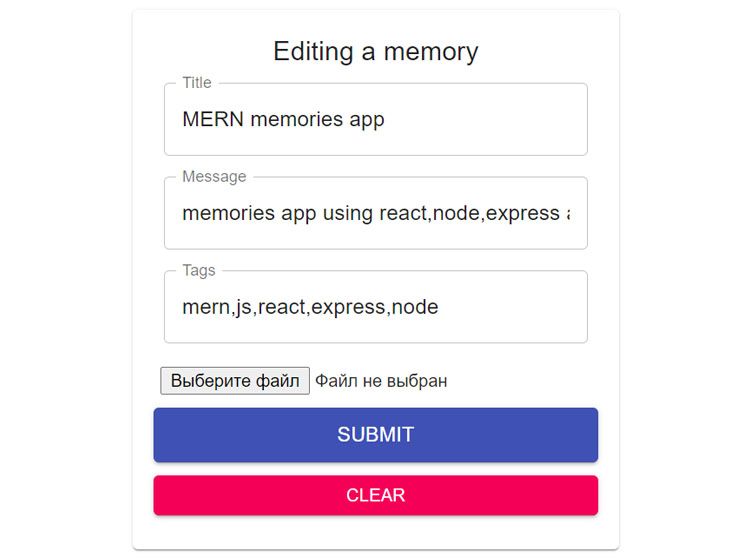 Editing a memory
Title
MERN memories app
Message
memories app using react,node,express
Tags
mern,js,react,express,node
Выберите файл Файл не выбран
SUBMIT
CLEAR